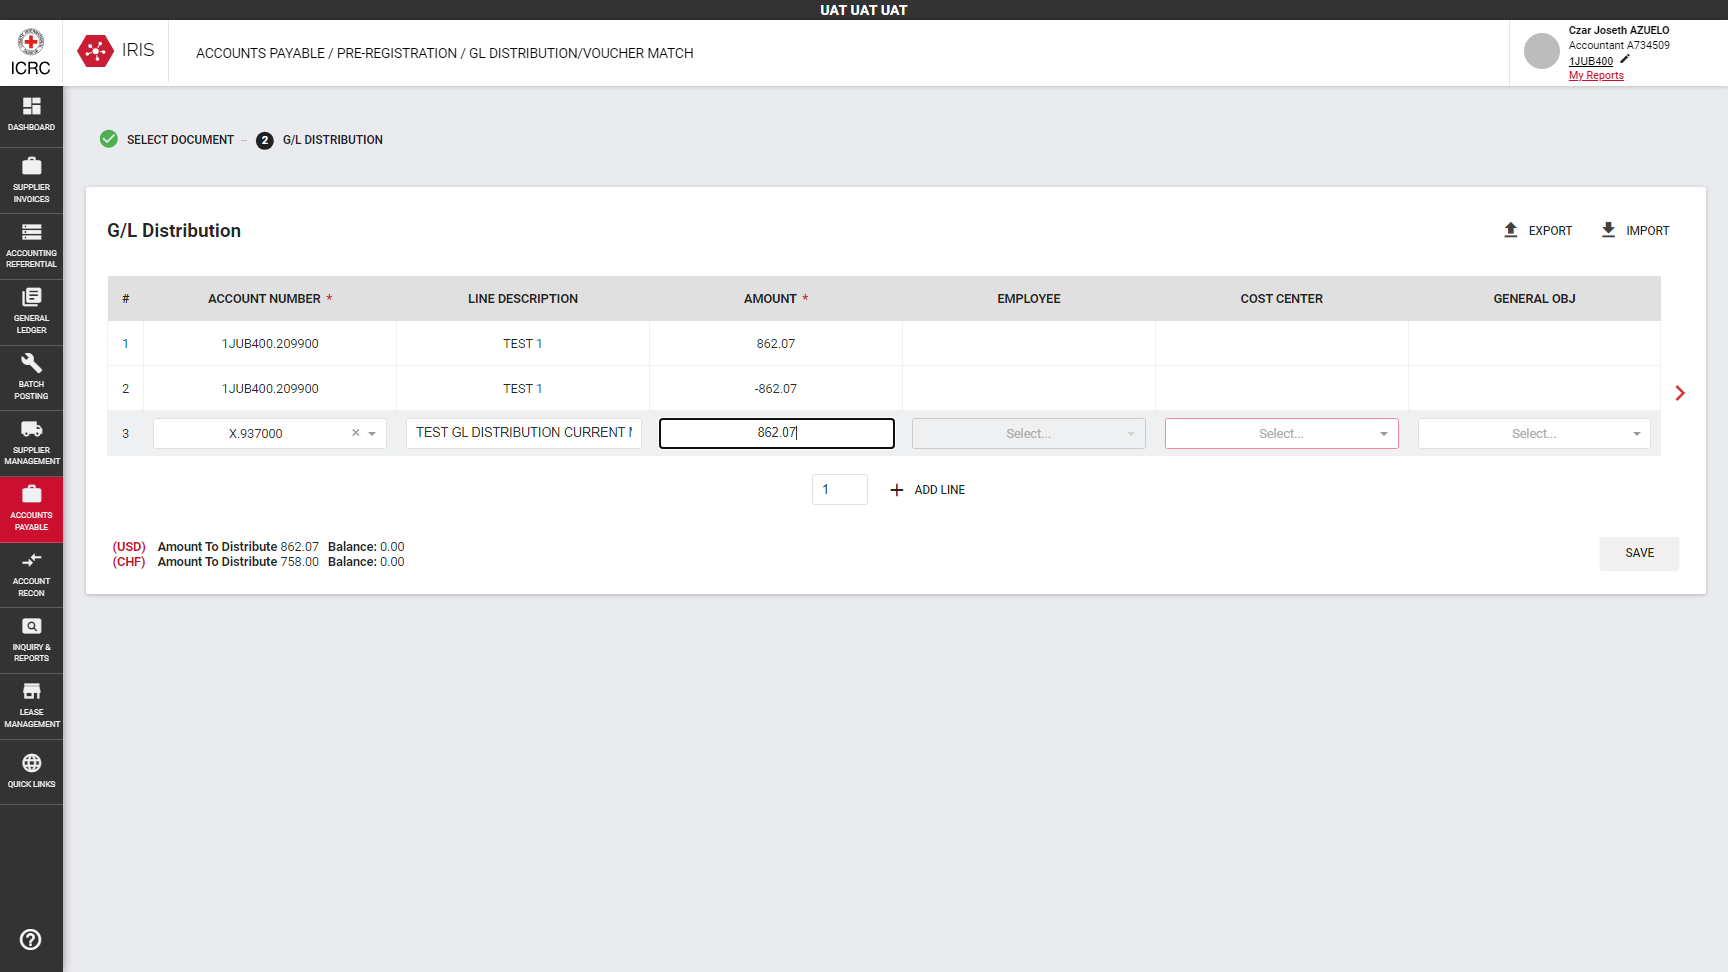 UAT UAT UAT
ICRC
IRIS
ACCOUNTS PAYABLE / PRE-REGISTRATION / GL DISTRIBUTION/VOUCHER MATCH
Czar Joseth AZUELO
Accountant A734509
1JUB400
My Reports
DASHBOARD
SUPPLIER
INVOICES
ACCOUNTING
REFERENTIAL
GENERAL
LEDGER
BATCH
POSTING
SUPPLIER
MANAGEMENT
ACCOUNTS
PAYABLE
ACCOUNT
RECON
INQUIRY &
REPORTS
LEASE
MANAGEMENT
QUICK LINKS
SELECT DOCUMENT
2 G/L DISTRIBUTION
G/L Distribution
EXPORT
IMPORT
# ACCOUNT NUMBER * LINE DESCRIPTION AMOUNT * EMPLOYEE COST CENTER GENERAL OBJ
1 1JUB400.209900 TEST 1 862.07
2 1JUB400.209900 TEST 1 -862.07
3 X.937000 TEST GL DISTRIBUTION CURRENT 862.07 Select... Select... Select...
1 ADD LINE
(USD) Amount To Distribute 862.07 Balance: 0.00
(CHF) Amount To Distribute 758.00 Balance: 0.00
SAVE